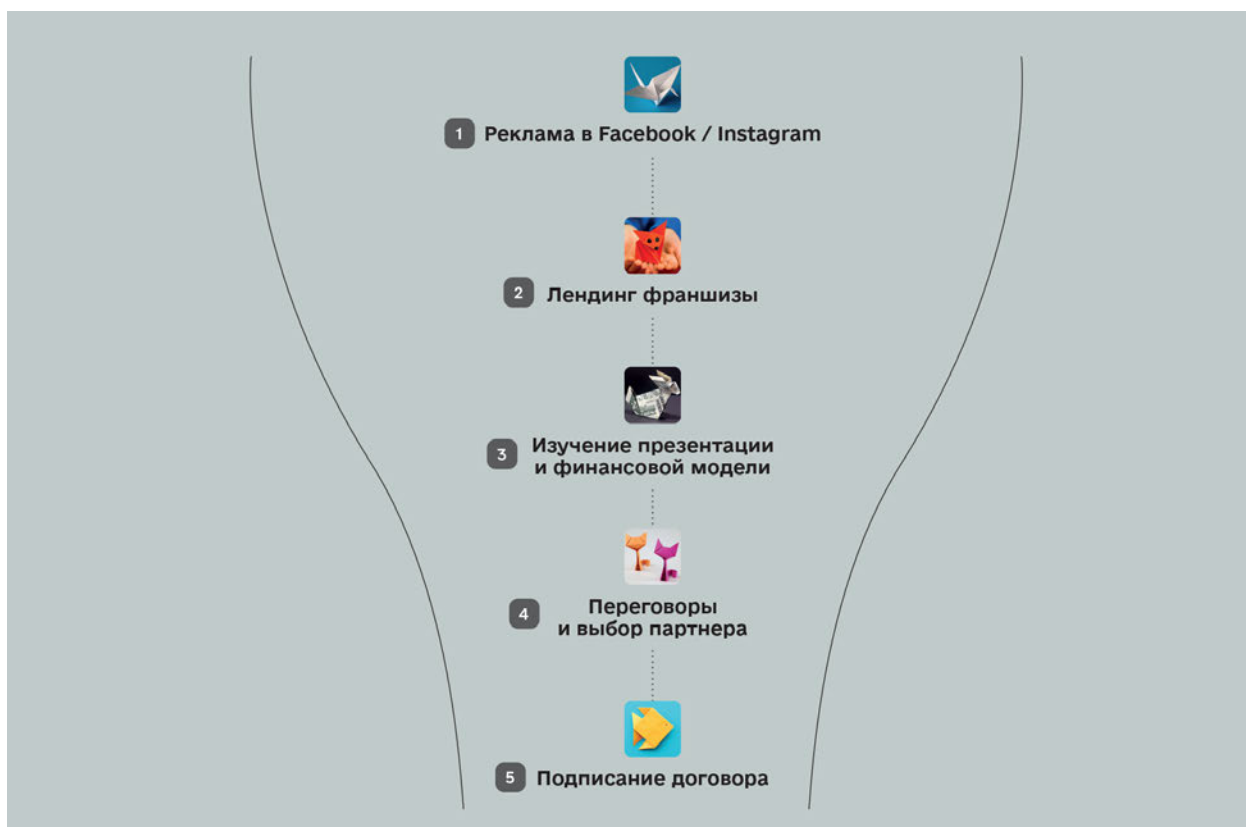 1 Реклама в Facebook / Instagram
2 Лендинг франшизы
3 Изучение презентации
и финансовой модели
4 Переговоры
и выбор партнера
5 Подписание договора